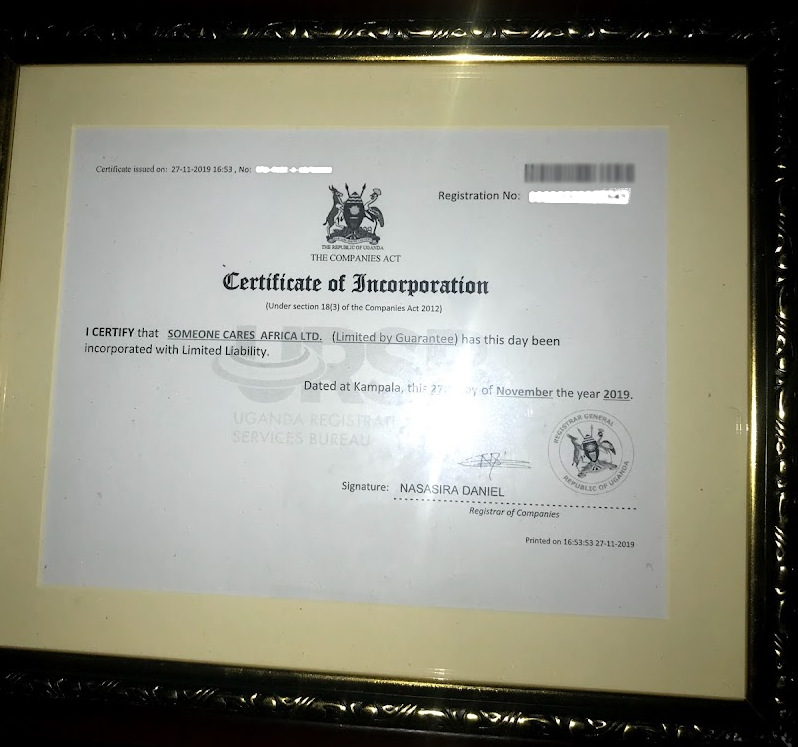 Certificate issued on: 27-11-2019 16:53 , No:
Registration No:
THE REPUBLIC OF UGANDA
THE COMPANIES ACT
Certificate of Incorporation
(Under section 18(3) of the Companies Act 2012)
I CERTIFY that SOMEONE CARES AFRICA LTD. (Limited by Guarantee) has this day been
incorporated with Limited Liability.
URSB
Dated at Kampala, this 27 of November the year 2019.
UGANDA REGISTRATI
SERVICES BUREAU
REGISTRAR GENERAL
REPUBLIC OF UGANDA
Signature: NASASIRA DANIEL
Registrar of Companies
Printed on 16:53:53 27-11-2019